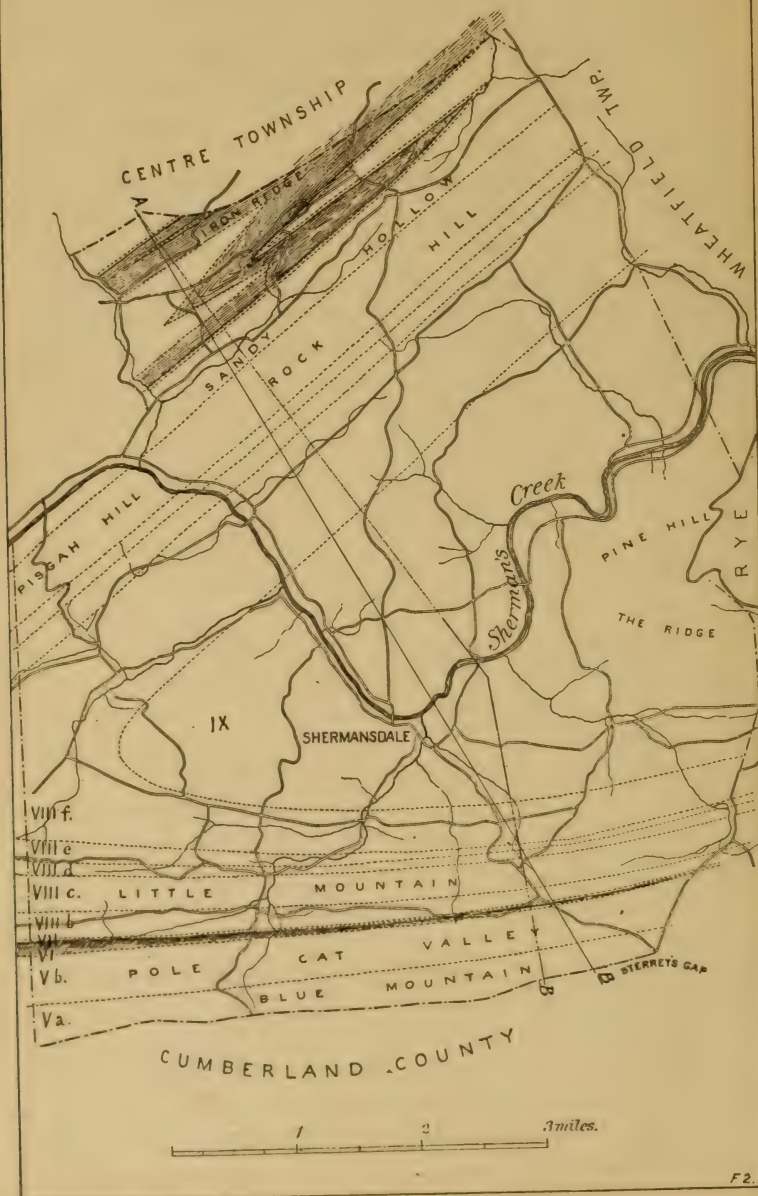 CENTRE TOWNSHIP
WHEATFIELD TWP.
A
IRON RIDGE
SANDY HOLLOW
ROCK HILL
PISGAH HILL
Sherman's Creek
PINE HILL
RYE
THE RIDGE
IX
SHERMANSDALE
VIII f.
VIII e
VIII d
VIII c. LITTLE MOUNTAIN
VIII b
VII
VI
Vb. POLE CAT VALLEY
STERRET'S GAP
BLUE MOUNTAIN
B B
Va.
CUMBERLAND COUNTY
1 2 3 miles.
F2.